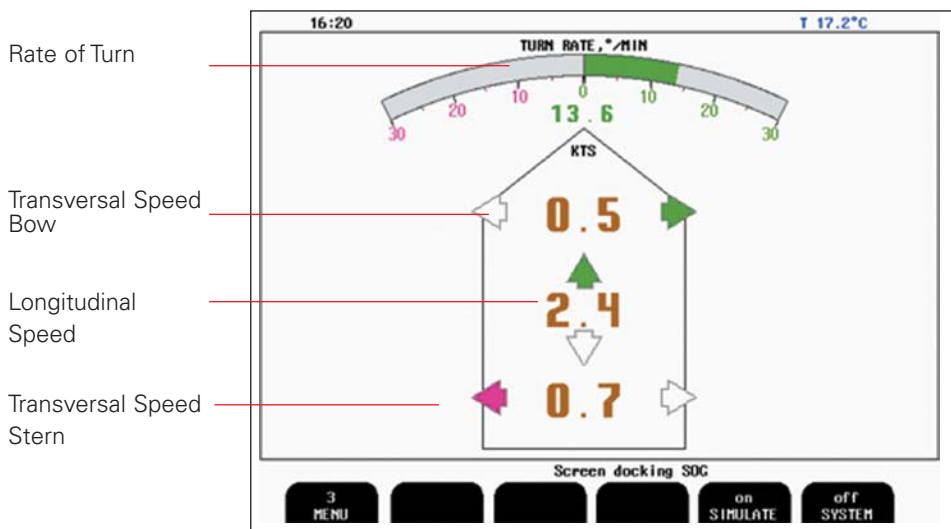 16:20
T 17.2°C
Rate of Turn
TURN RATE,°/MIN
30 20 10 0 10 20 30
13.6
KTS
Transversal Speed
Bow
0.5
Longitudinal
Speed
2.4
Transversal Speed
Stern
0.7
Screen docking SOG
3
MENU
on
SIMULATE
off
SYSTEM